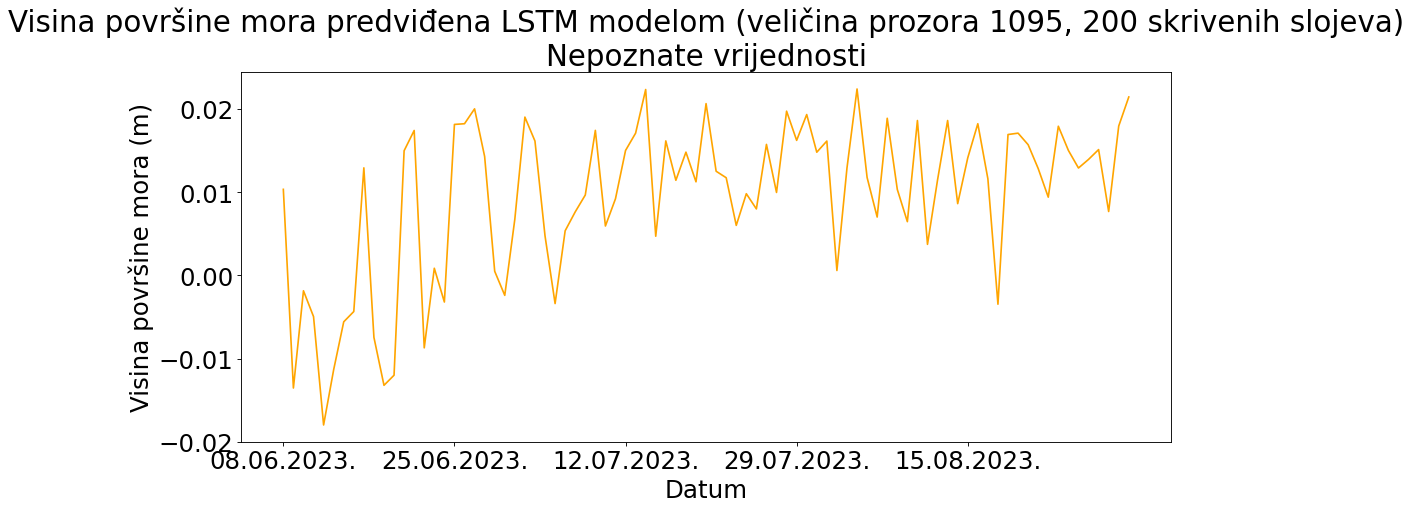 Visina površine mora predviđena LSTM modelom (veličina prozora 1095, 200 skrivenih slojeva)
Nepoznate vrijednosti
Visina površine mora (m)
0.02
0.01
0.00
−0.01
−0.02
08.06.2023. 25.06.2023. 12.07.2023. 29.07.2023. 15.08.2023.
Datum